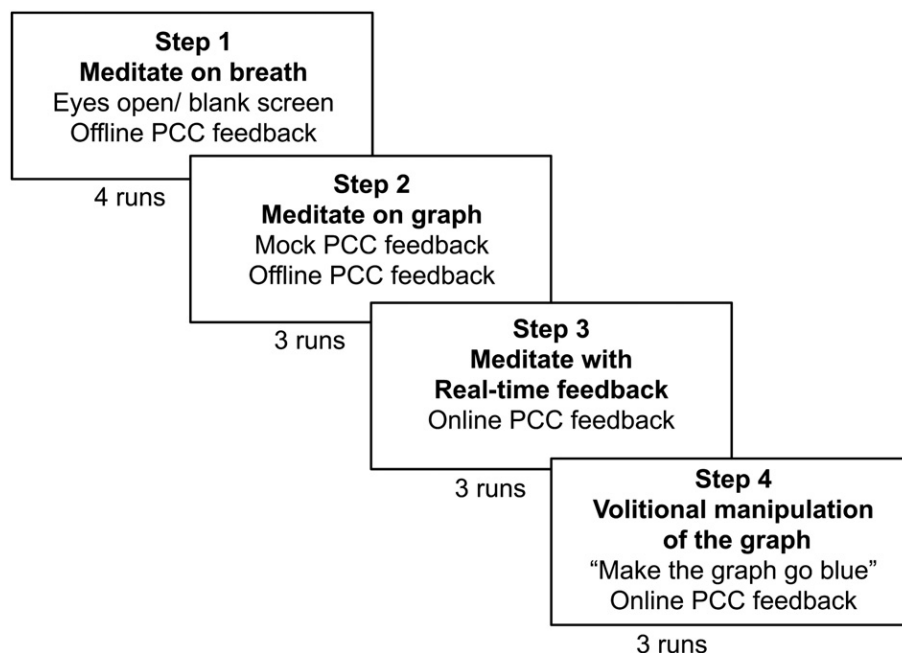 Step 1
Meditate on breath
Eyes open/ blank screen
Offline PCC feedback
4 runs
Step 2
Meditate on graph
Mock PCC feedback
Offline PCC feedback
3 runs
Step 3
Meditate with
Real-time feedback
Online PCC feedback
3 runs
Step 4
Volitional manipulation
of the graph
“Make the graph go blue”
Online PCC feedback
3 runs